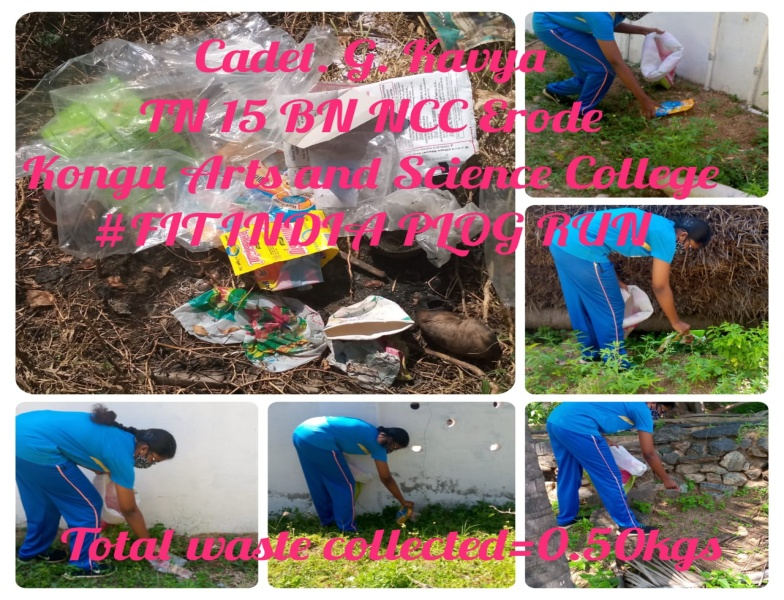 Cadet. G. Kavya
TN 15 BN NCC Erode
Kongu Arts and Science College
#FITINDIA PLOG RUN
Total waste collected=0.50kgs